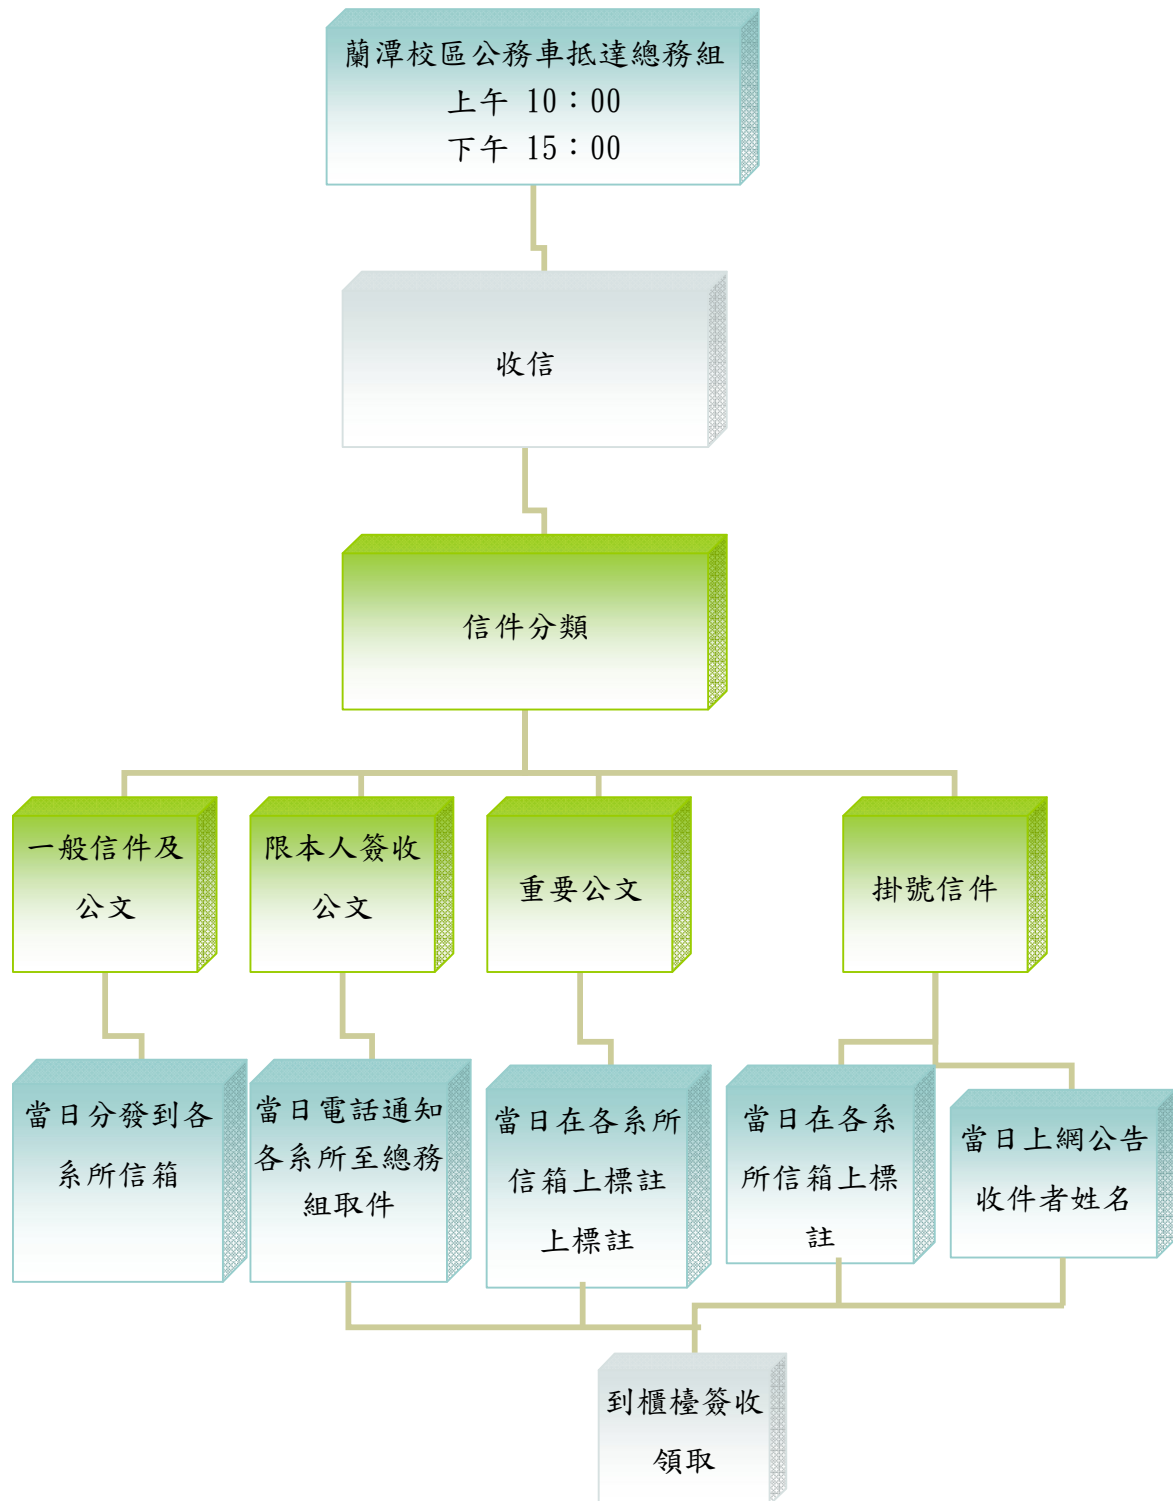 蘭潭校區公務車抵達總務組
上午 10：00
下午 15：00
收信
信件分類
一般信件及
公文
限本人簽收
公文
重要公文
掛號信件
當日分發到各
系所信箱
當日電話通知
各系所至總務
組取件
當日在各系所
信箱上標註
上標註
當日在各系
所信箱上標
註
當日上網公告
收件者姓名
到櫃檯簽收
領取